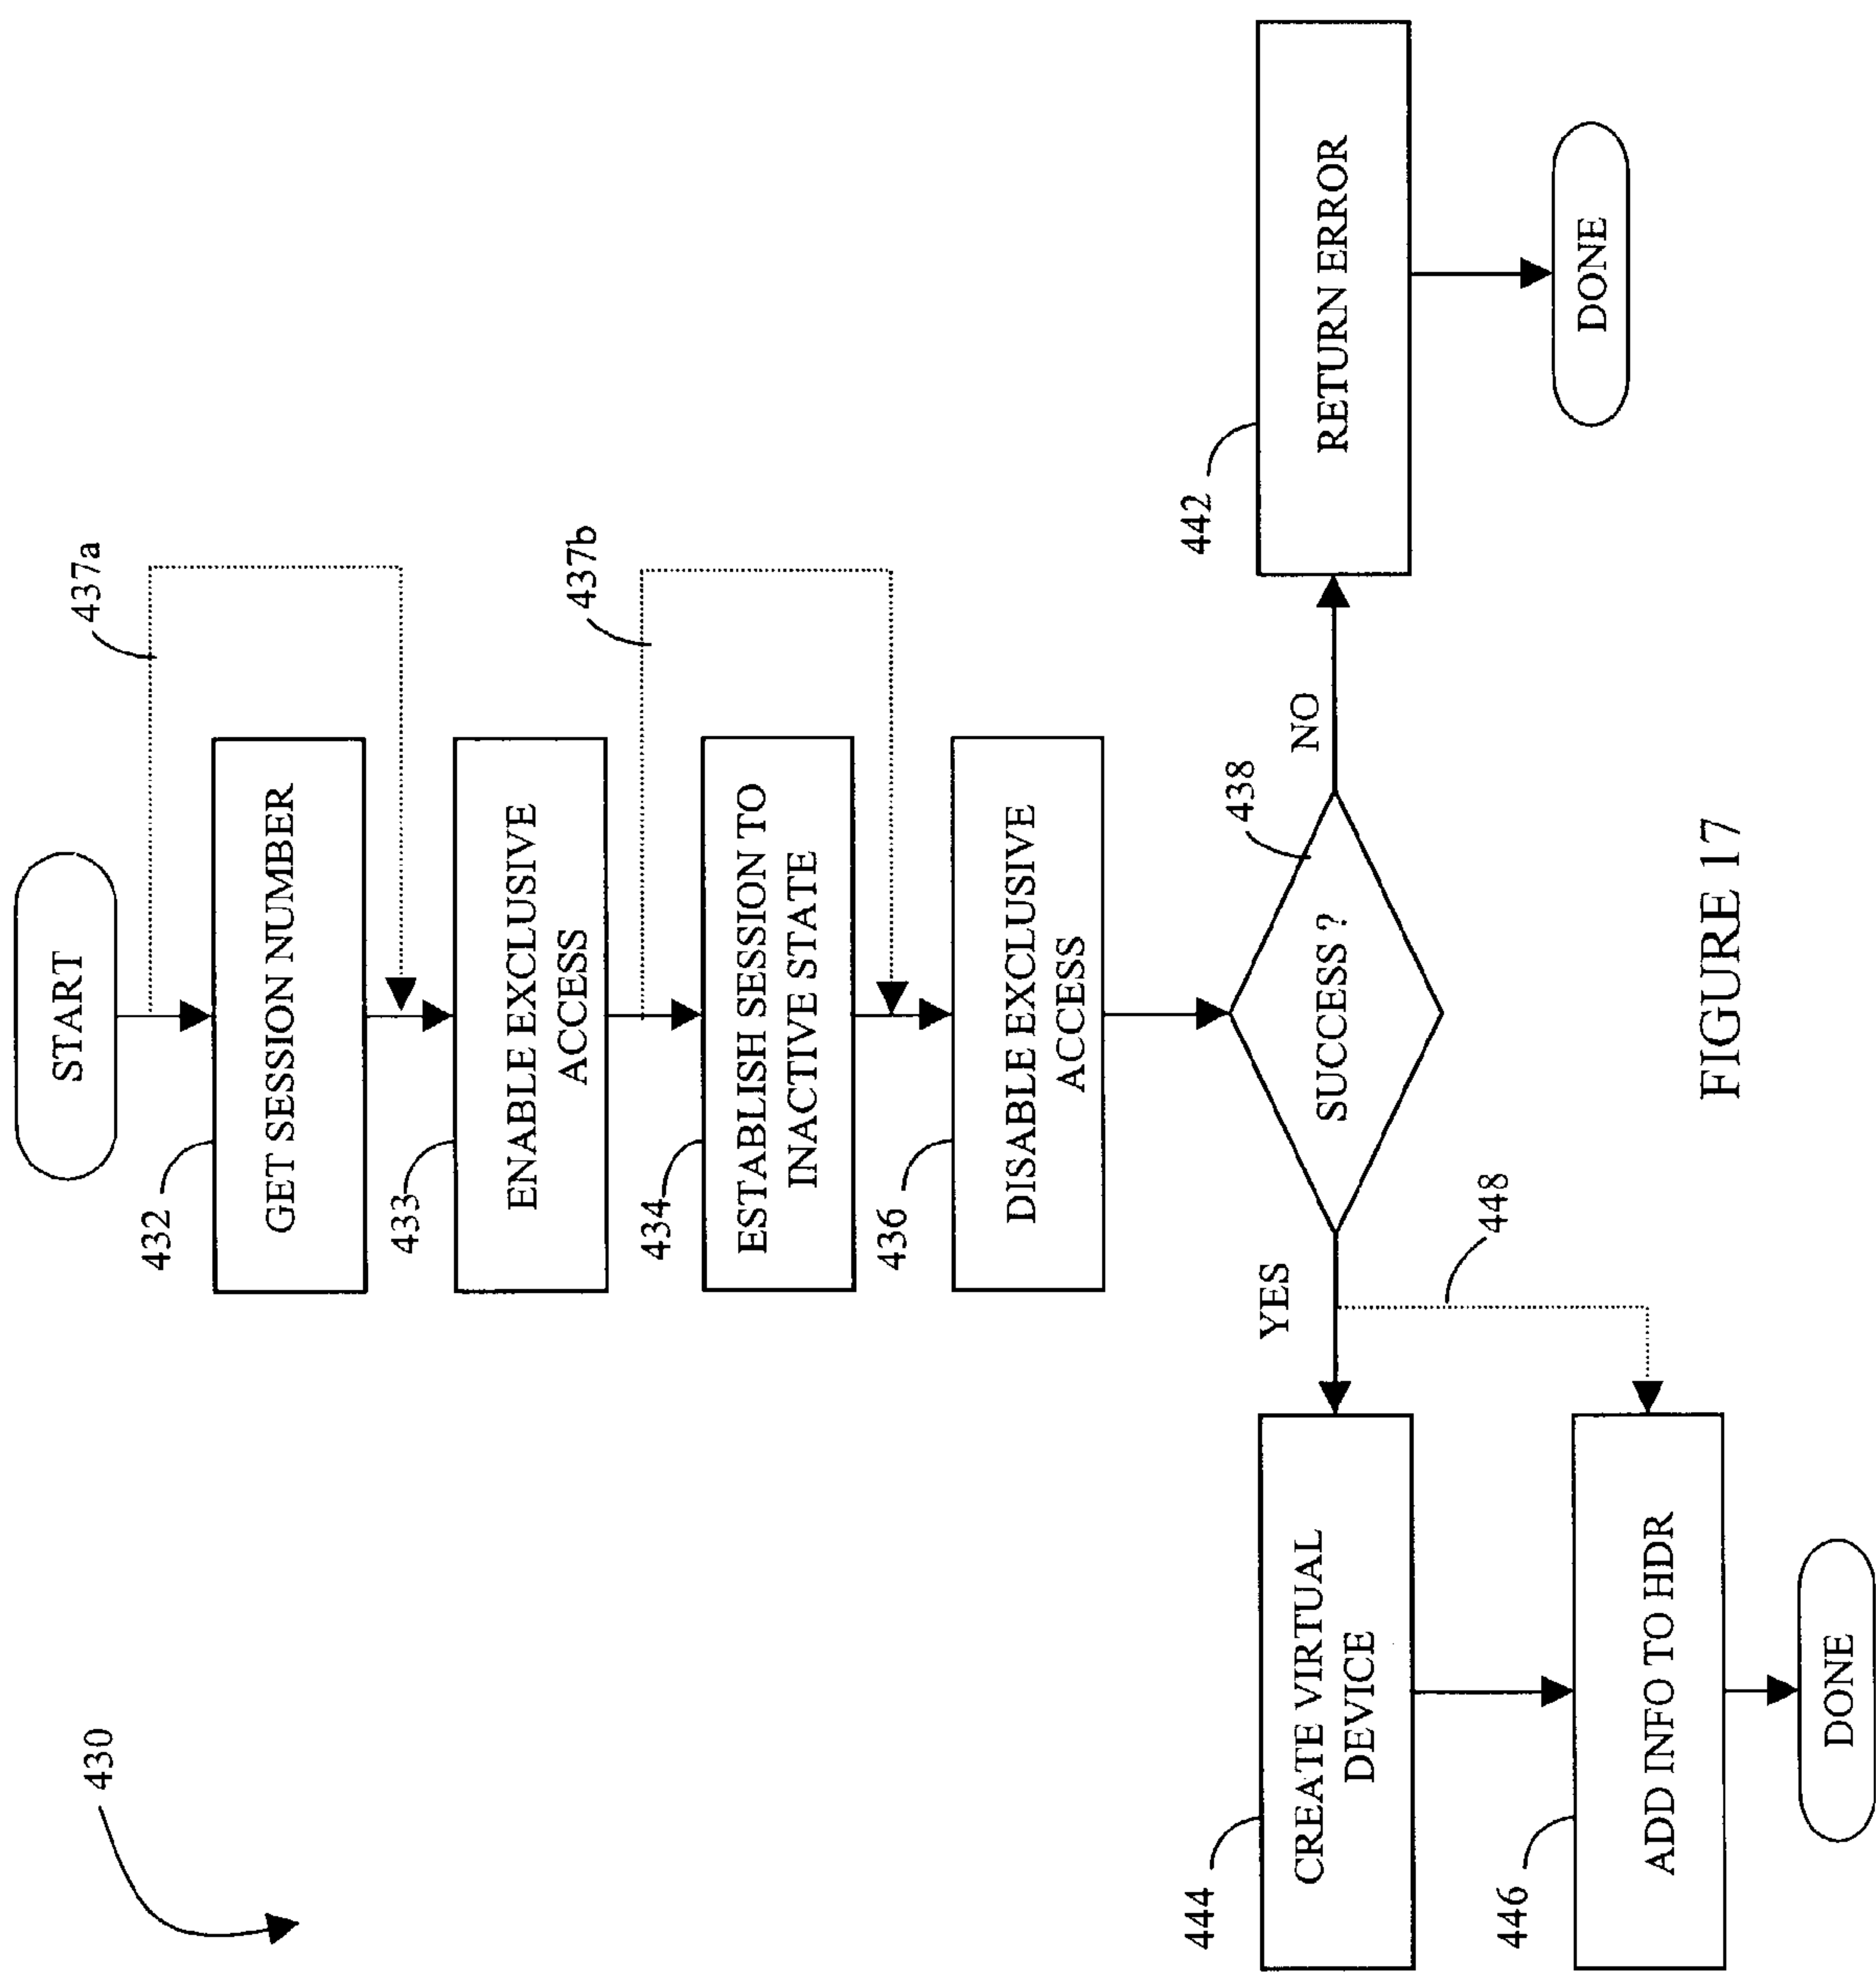 430
START
437a
432
GET SESSION NUMBER
433
ENABLE EXCLUSIVE
ACCESS
437b
434
ESTABLISH SESSION TO
INACTIVE STATE
436
DISABLE EXCLUSIVE
ACCESS
438
SUCCESS ?
YES
NO
448
444
CREATE VIRTUAL
DEVICE
442
RETURN ERROR
446
ADD INFO TO HDR
DONE
DONE
FIGURE 17